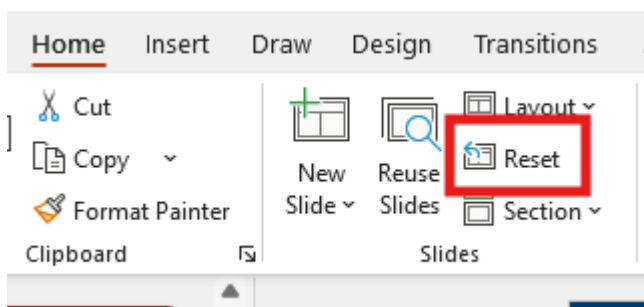 Home Insert Draw Design Transitions
Cut
Copy
Format Painter
Clipboard
New
Slide
Reuse
Slides
Layout
Reset
Section
Slides